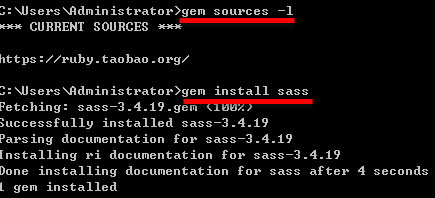 C:\Users\Administrator>gem sources -l
*** CURRENT SOURCES ***
https://ruby.taobao.org/
C:\Users\Administrator>gem install sass
Fetching: sass-3.4.19.gem (100%)
Successfully installed sass-3.4.19
Parsing documentation for sass-3.4.19
Installing ri documentation for sass-3.4.19
Done installing documentation for sass after 4 seconds
1 gem installed